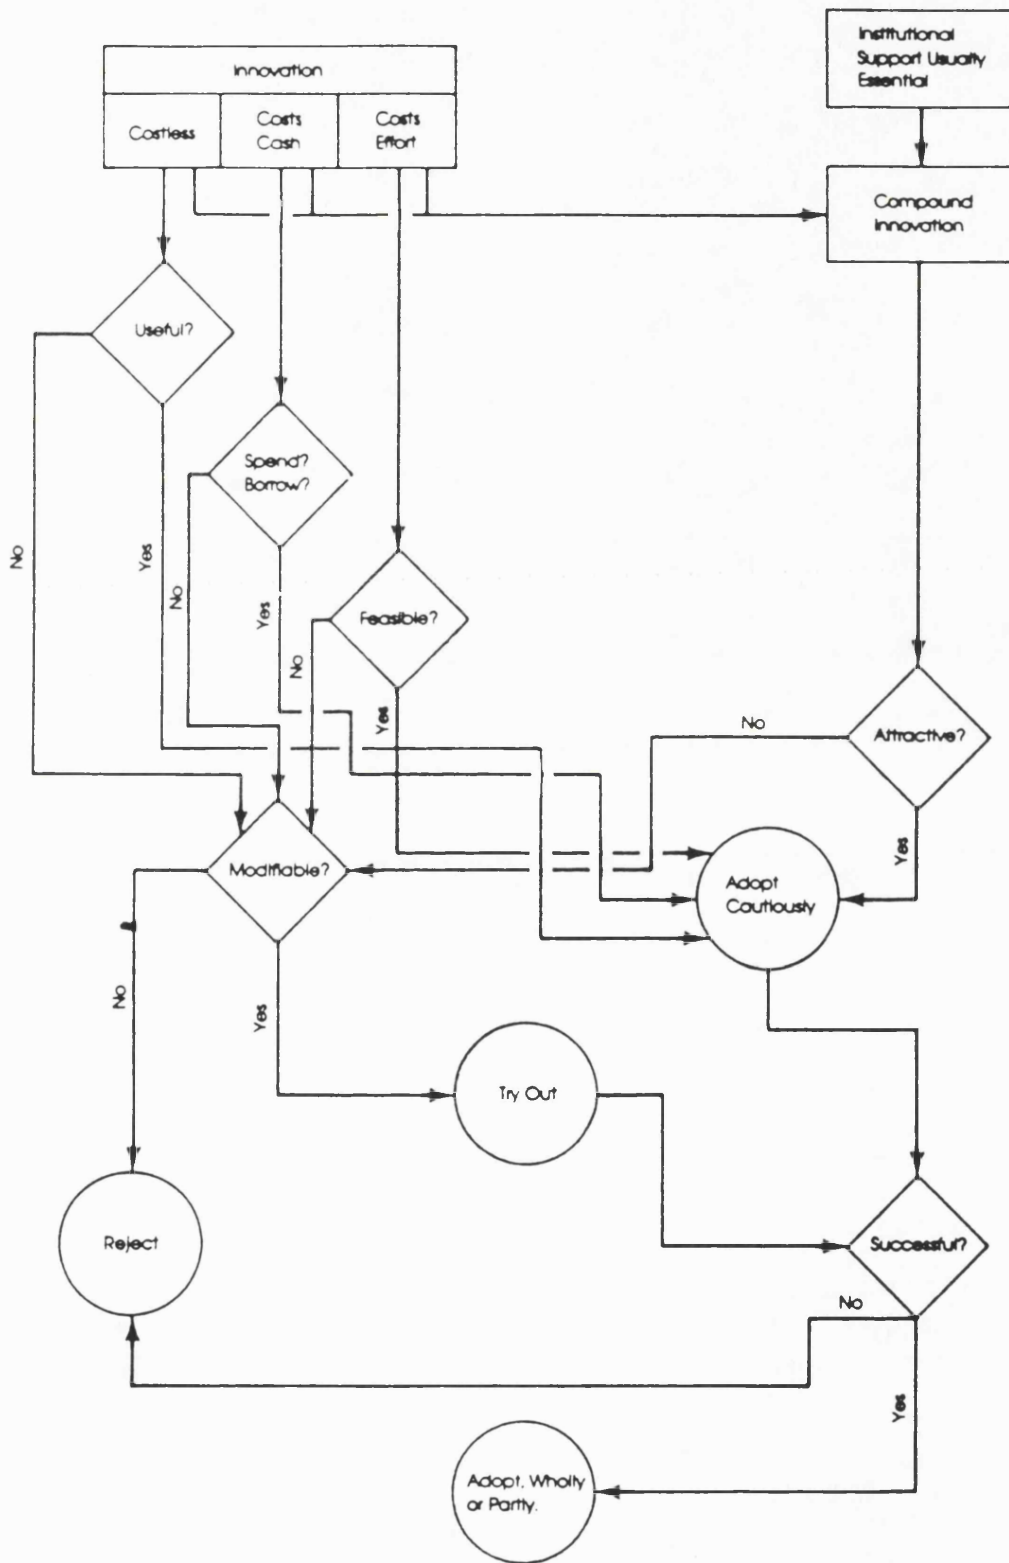 Institutional
Support Usually
Essential
Innovation
Costless
Costs
Cash
Costs
Effort
Compound
Innovation
Useful?
Spend?
Borrow?
No
Yes
No
Yes
Feasible?
No
Yes
No
Attractive?
Yes
Modifiable?
Adopt
Cautiously
No
Yes
Try Out
Reject
Successful?
No
Yes
Adopt, Wholly
or Partly.